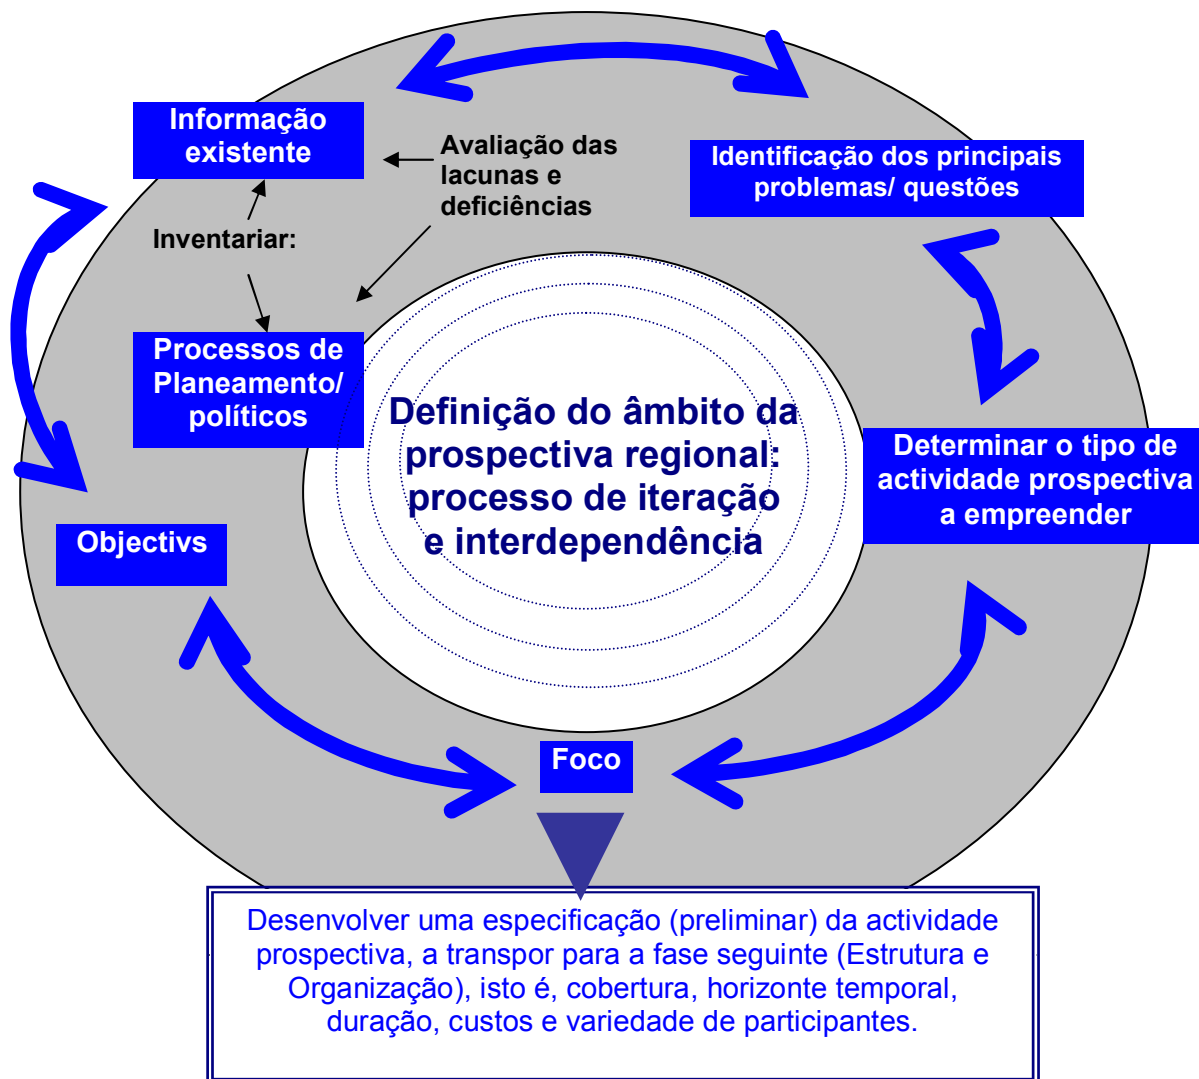 Informação
existente
Avaliação das
lacunas e
deficiências
Identificação dos principais
problemas/ questões
Inventariar:
Processos de
Planeamento/
políticos
Definição do âmbito da
prospectiva regional:
processo de iteração
e interdependência
Determinar o tipo de
actividade prospectiva
a empreender
Objectivs
Foco
Desenvolver uma especificação (preliminar) da actividade
prospectiva, a transpor para a fase seguinte (Estrutura e
Organização), isto é, cobertura, horizonte temporal,
duração, custos e variedade de participantes.